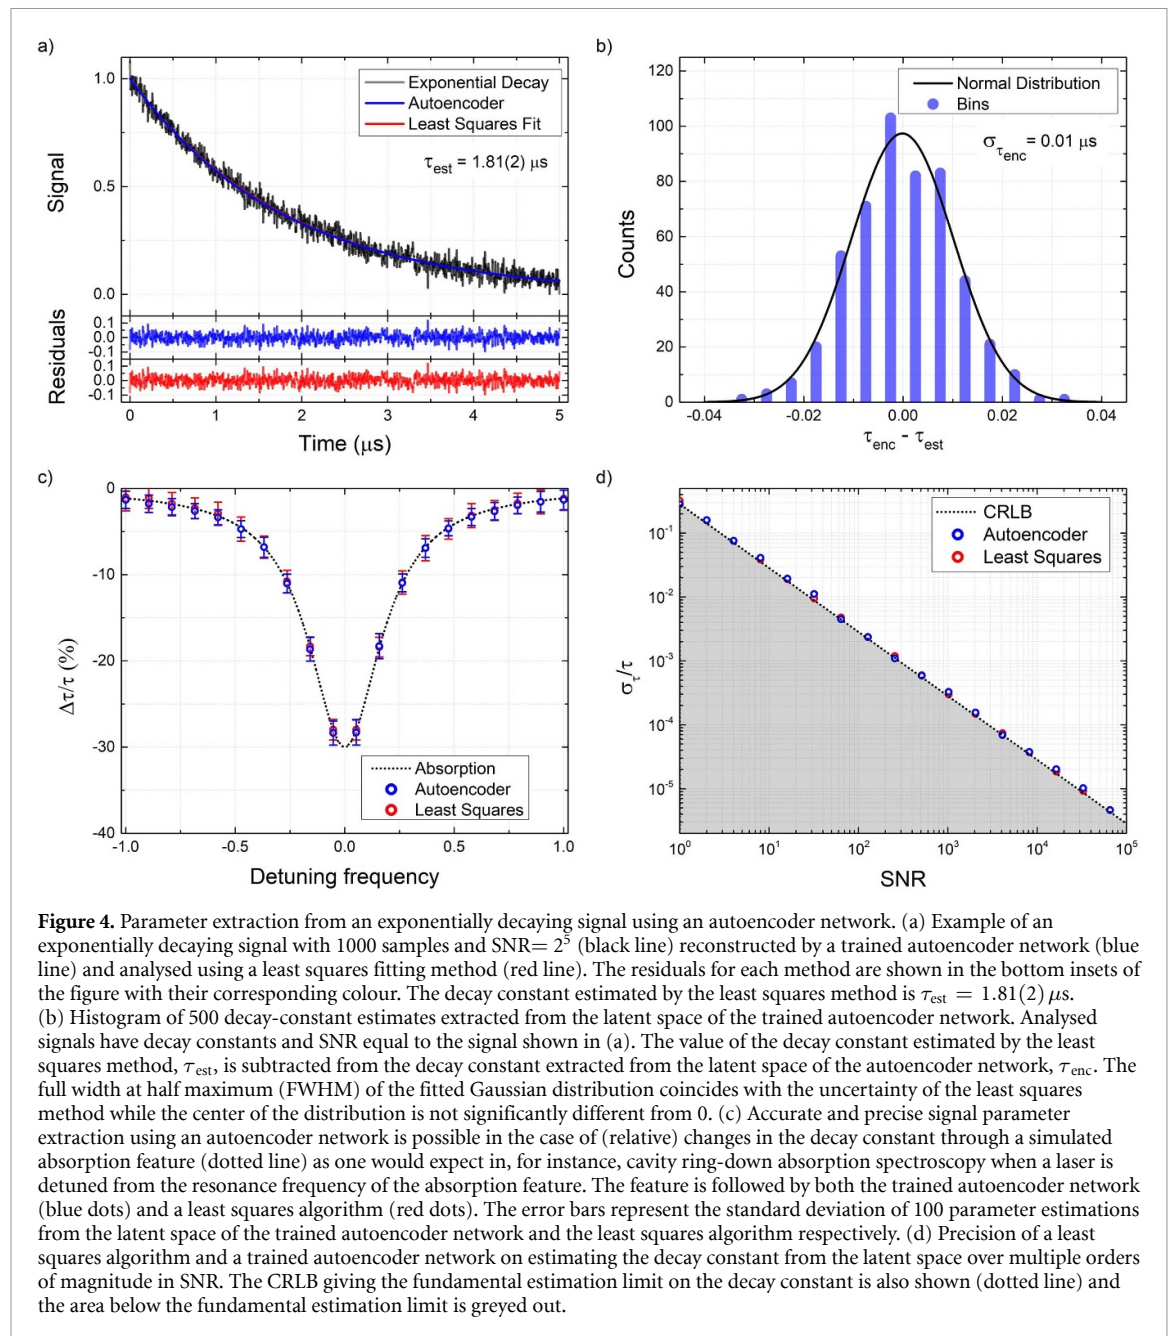 a)
Signal
1.0
0.5
0.0
Exponential Decay
Autoencoder
Least Squares Fit
τest = 1.81(2) μs
Residuals
0.1
0.0
-0.1
0.1
0.0
-0.1
0 1 2 3 4 5
Time (μs)
b)
Counts
120
100
80
60
40
20
0
Normal Distribution
Bins
στenc = 0.01 μs
-0.04 -0.02 0.00 0.02 0.04
τenc - τest
c)
Δτ/τ (%)
0
-10
-20
-30
-40
Absorption
Autoencoder
Least Squares
-1.0 -0.5 0.0 0.5 1.0
Detuning frequency
d)
στ/τ
10⁻¹
10⁻²
10⁻³
10⁻⁴
10⁻⁵
CRLB
Autoencoder
Least Squares
10⁰ 10¹ 10² 10³ 10⁴ 10⁵
SNR
Figure 4. Parameter extraction from an exponentially decaying signal using an autoencoder network. (a) Example of an
exponentially decaying signal with 1000 samples and SNR= 2⁵ (black line) reconstructed by a trained autoencoder network (blue
line) and analysed using a least squares fitting method (red line). The residuals for each method are shown in the bottom insets of
the figure with their corresponding colour. The decay constant estimated by the least squares method is τest = 1.81(2) μs.
(b) Histogram of 500 decay-constant estimates extracted from the latent space of the trained autoencoder network. Analysed
signals have decay constants and SNR equal to the signal shown in (a). The value of the decay constant estimated by the least
squares method, τest, is subtracted from the decay constant extracted from the latent space of the autoencoder network, τenc. The
full width at half maximum (FWHM) of the fitted Gaussian distribution coincides with the uncertainty of the least squares
method while the center of the distribution is not significantly different from 0. (c) Accurate and precise signal parameter
extraction using an autoencoder network is possible in the case of (relative) changes in the decay constant through a simulated
absorption feature (dotted line) as one would expect in, for instance, cavity ring-down absorption spectroscopy when a laser is
detuned from the resonance frequency of the absorption feature. The feature is followed by both the trained autoencoder network
(blue dots) and a least squares algorithm (red dots). The error bars represent the standard deviation of 100 parameter estimations
from the latent space of the trained autoencoder network and the least squares algorithm respectively. (d) Precision of a least
squares algorithm and a trained autoencoder network on estimating the decay constant from the latent space over multiple orders
of magnitude in SNR. The CRLB giving the fundamental estimation limit on the decay constant is also shown (dotted line) and
the area below the fundamental estimation limit is greyed out.